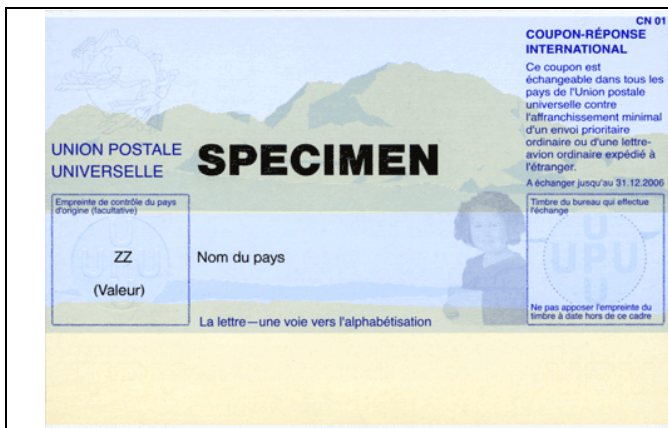 CN 01
COUPON-RÉPONSE
INTERNATIONAL
Ce coupon est
échangeable dans tous les
pays de l'Union postale
universelle contre
l'affranchissement minimal
d'un envoi prioritaire
ordinaire ou d'une lettre-
avion ordinaire expédié à
l'étranger.
A échanger jusqu'au 31.12.2006
UNION POSTALE
UNIVERSELLE
SPECIMEN
Empreinte de contrôle du pays
d'origine (facultative)
UPU
ZZ
(Valeur)
Nom du pays
La lettre—une voie vers l'alphabétisation
Timbre du bureau qui effectue
l'échange
U
UPU
U
Ne pas apposer l'empreinte du
timbre à date hors de ce cadre